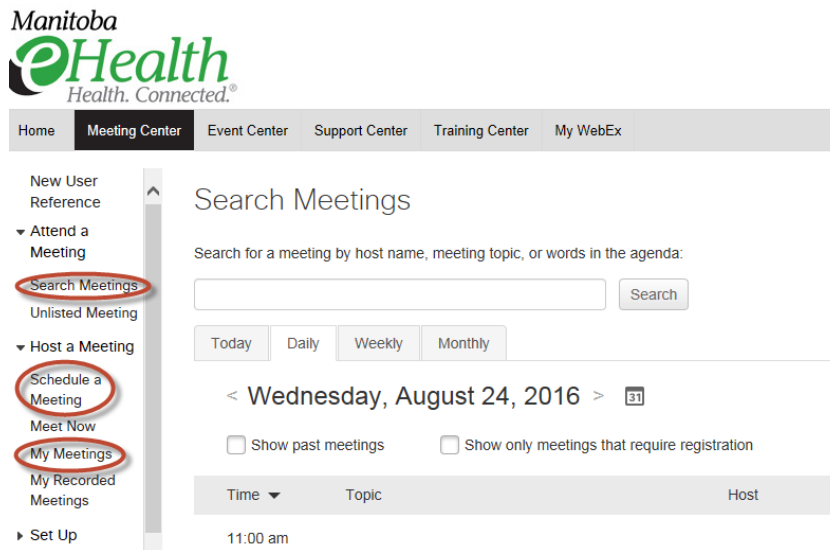 Manitoba
eHealth
Health. Connected.®
Home Meeting Center Event Center Support Center Training Center My WebEx
New User
Reference
Attend a
Meeting
Search Meetings
Unlisted Meeting
Host a Meeting
Schedule a
Meeting
Meet Now
My Meetings
My Recorded
Meetings
Set Up
Search Meetings
Search for a meeting by host name, meeting topic, or words in the agenda:
Search
Today Daily Weekly Monthly
< Wednesday, August 24, 2016 > 31
Show past meetings Show only meetings that require registration
Time Topic Host
11:00 am